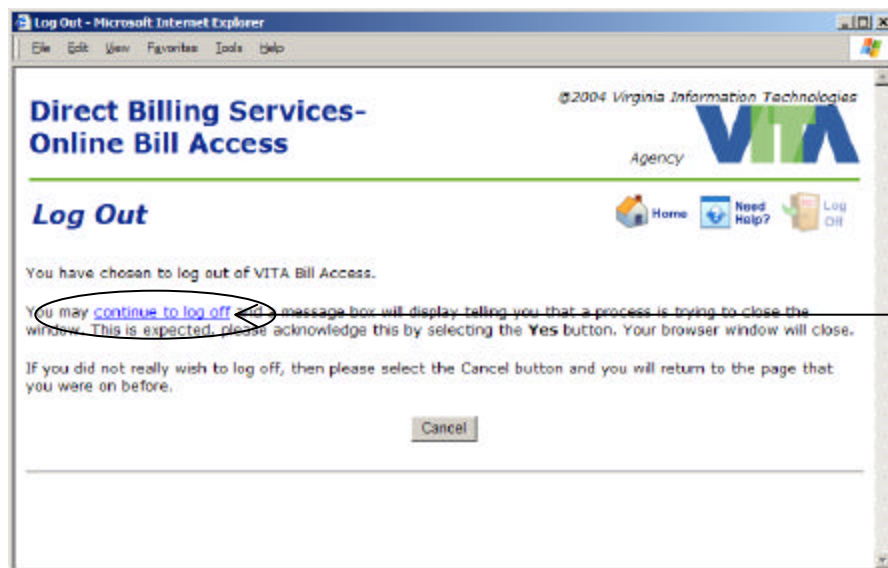 Log Out - Microsoft Internet Explorer
File Edit View Favorites Tools Help
Direct Billing Services-
Online Bill Access
©2004 Virginia Information Technologies
VITA
Agency
Log Out
Home
Need
Help?
Log
Off
You have chosen to log out of VITA Bill Access.
You may continue to log off and a message box will display telling you that a process is trying to close the
window. This is expected, please acknowledge this by selecting the Yes button. Your browser window will close.
If you did not really wish to log off, then please select the Cancel button and you will return to the page that
you were on before.
Cancel